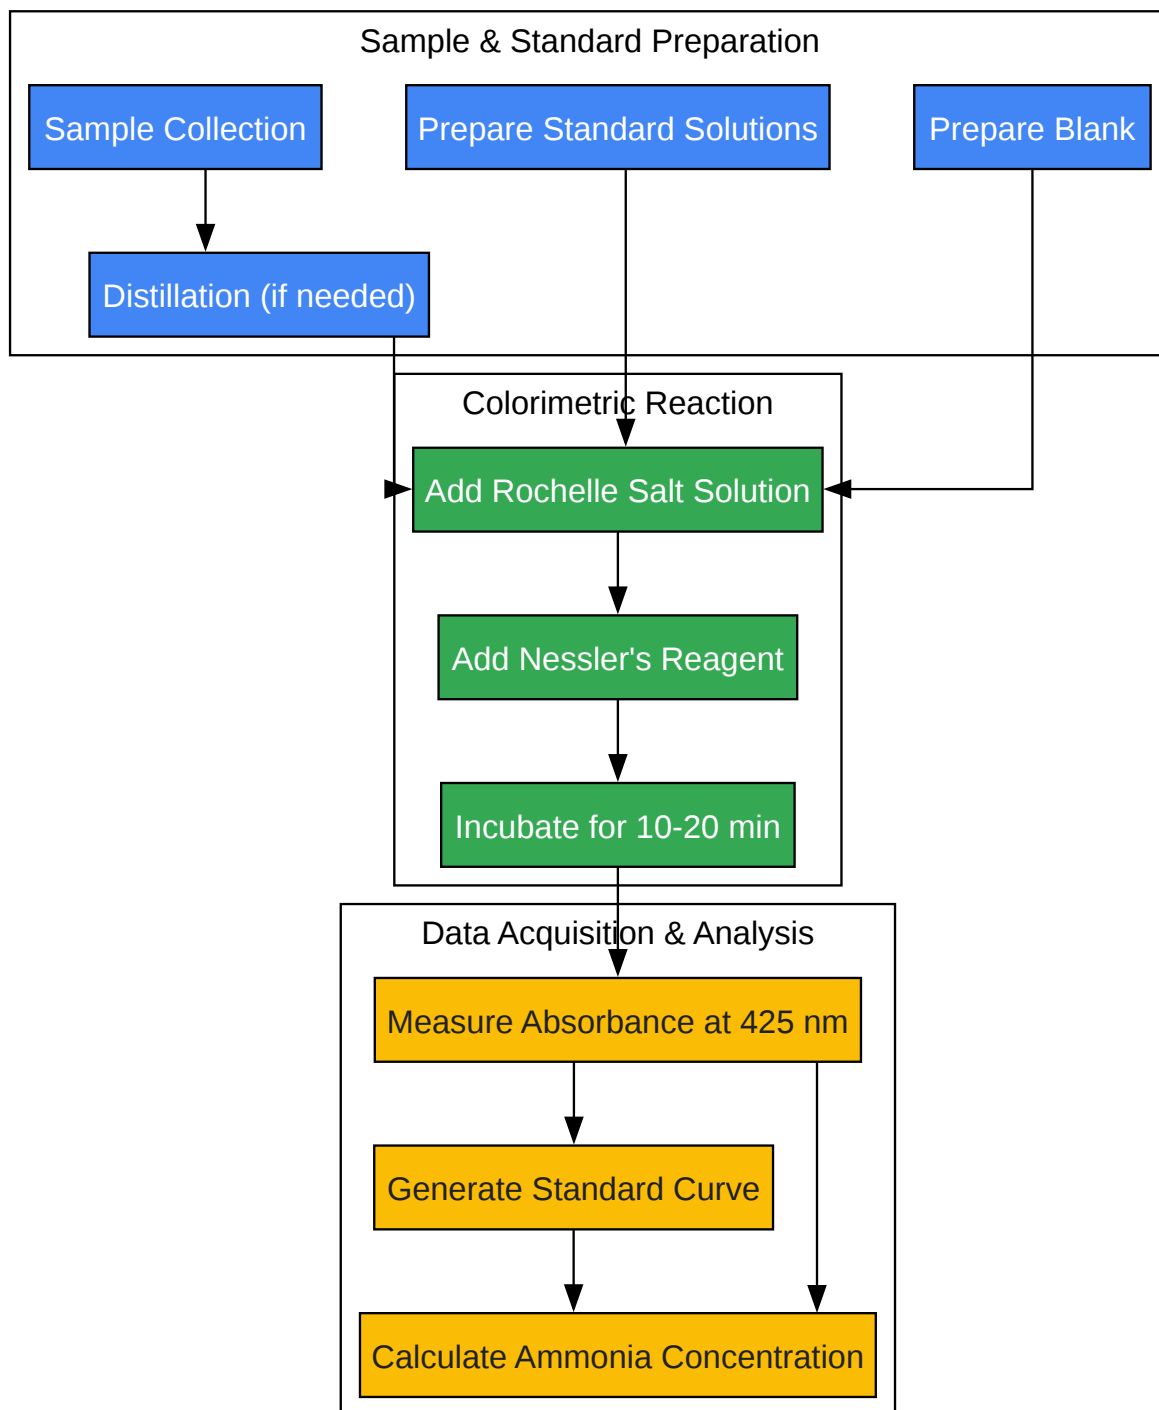 Sample & Standard Preparation
Sample Collection
Prepare Standard Solutions
Prepare Blank
Distillation (if needed)
Colorimetric Reaction
Add Rochelle Salt Solution
Add Nessler's Reagent
Incubate for 10-20 min
Data Acquisition & Analysis
Measure Absorbance at 425 nm
Generate Standard Curve
Calculate Ammonia Concentration